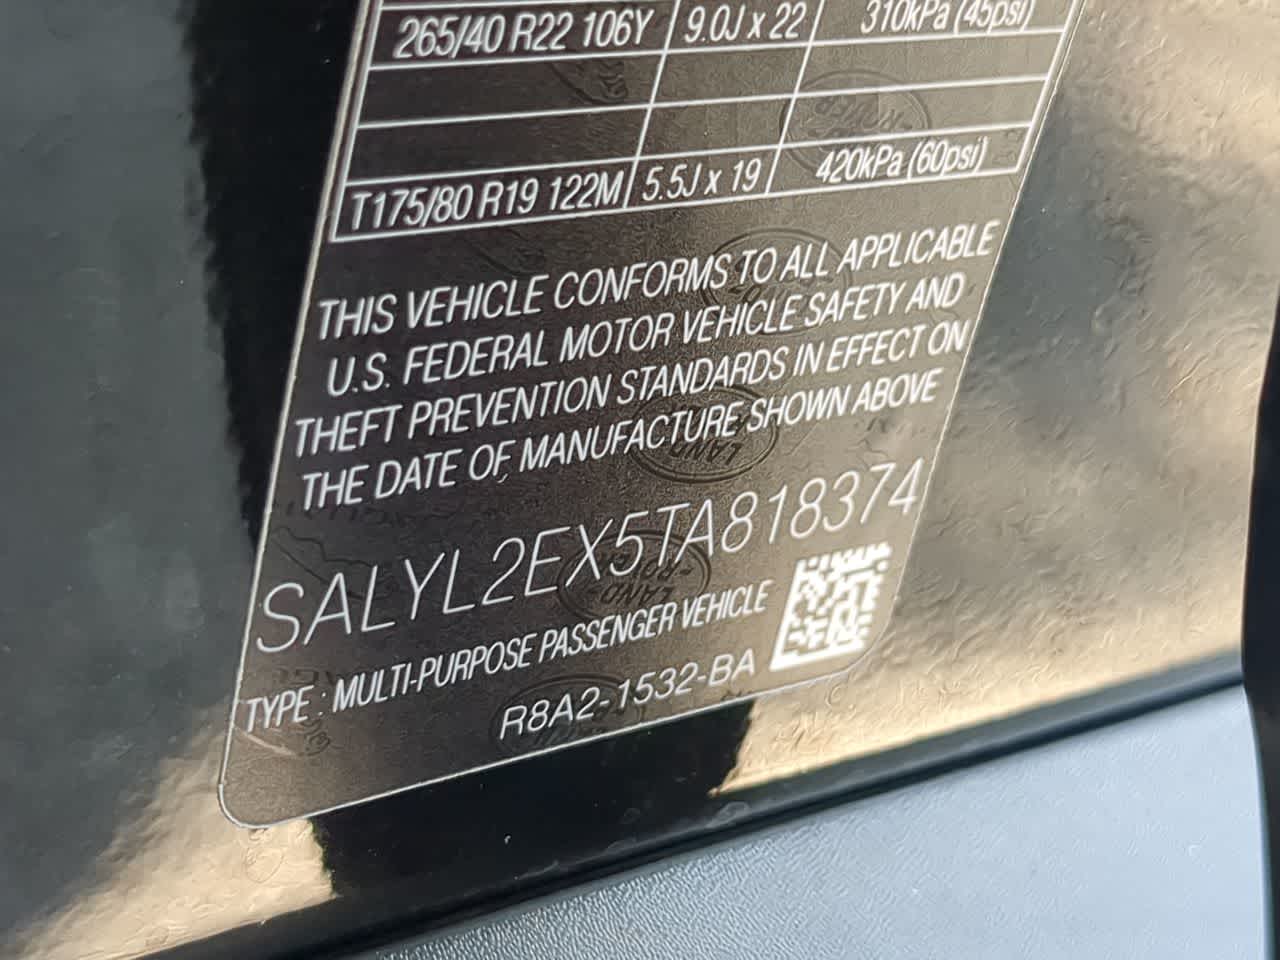 265/40 R22 106Y 9.0J x 22 310kPa (45psi)
T175/80 R19 122M 5.5J x 19 420kPa (60psi)
THIS VEHICLE CONFORMS TO ALL APPLICABLE
U.S. FEDERAL MOTOR VEHICLE SAFETY AND
THEFT PREVENTION STANDARDS IN EFFECT ON
THE DATE OF MANUFACTURE SHOWN ABOVE
SALYL2EX5TA818374
TYPE : MULTI-PURPOSE PASSENGER VEHICLE
R8A2-1532-BA